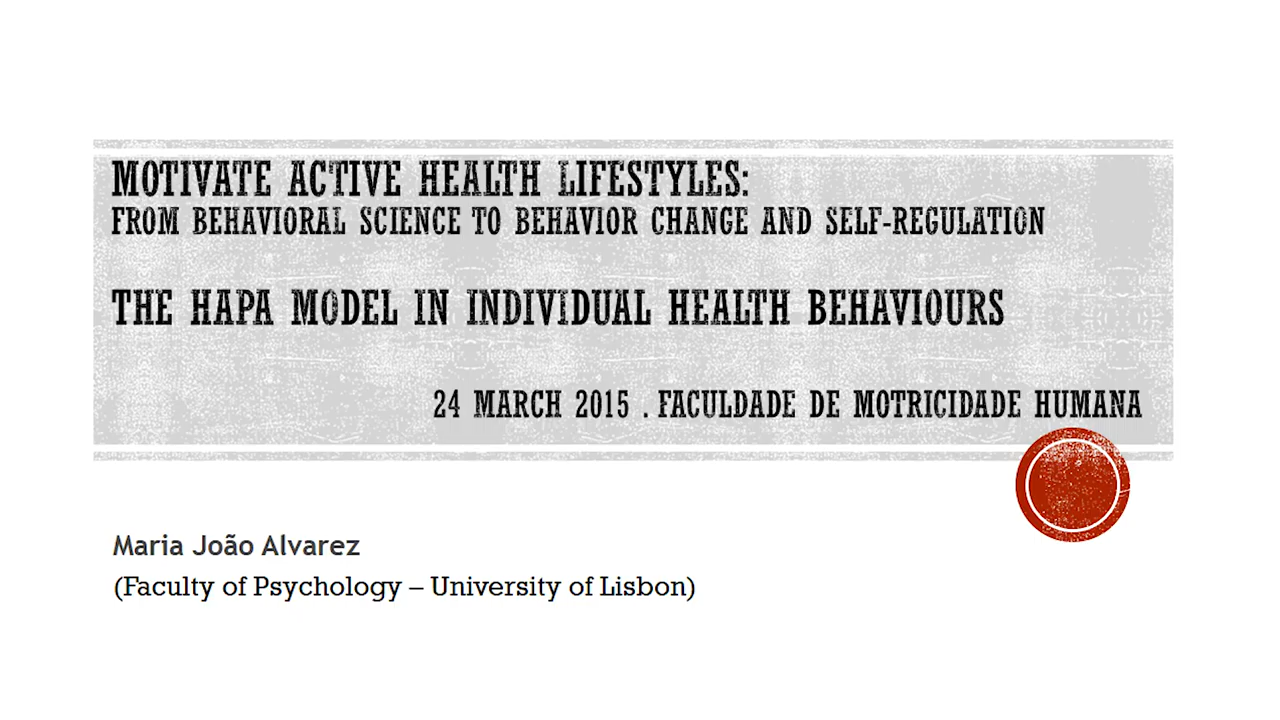 MOTIVATE ACTIVE HEALTH LIFESTYLES:
FROM BEHAVIORAL SCIENCE TO BEHAVIOR CHANGE AND SELF-REGULATION
THE HAPA MODEL IN INDIVIDUAL HEALTH BEHAVIOURS
24 MARCH 2015 . FACULDADE DE MOTRICIDADE HUMANA
Maria João Alvarez
(Faculty of Psychology – University of Lisbon)